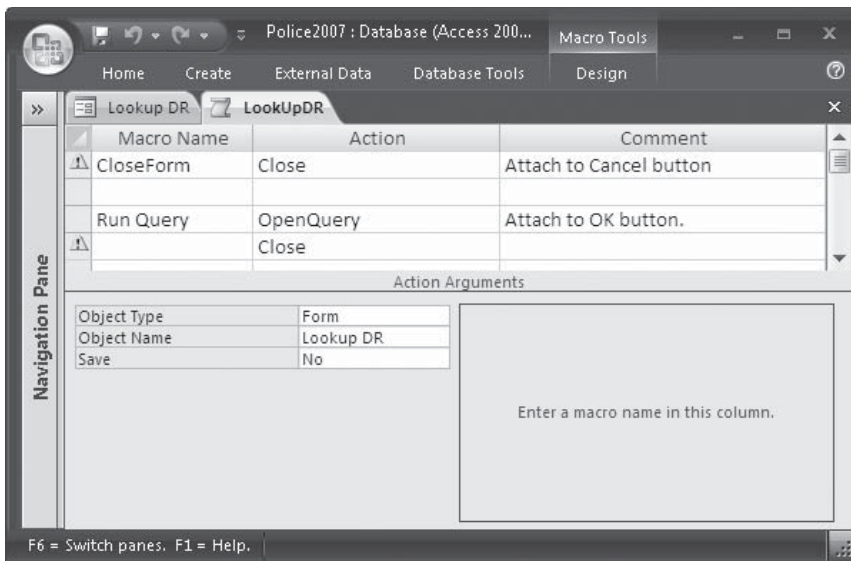 Police2007 : Database (Access 200...
Macro Tools
Home Create External Data Database Tools Design
Lookup DR LookUpDR
Macro Name Action Comment
CloseForm Close Attach to Cancel button
Run Query OpenQuery Attach to OK button.
Close
Action Arguments
Navigation Pane
Object Type Form
Object Name Lookup DR
Save No
Enter a macro name in this column.
F6 = Switch panes. F1 = Help.